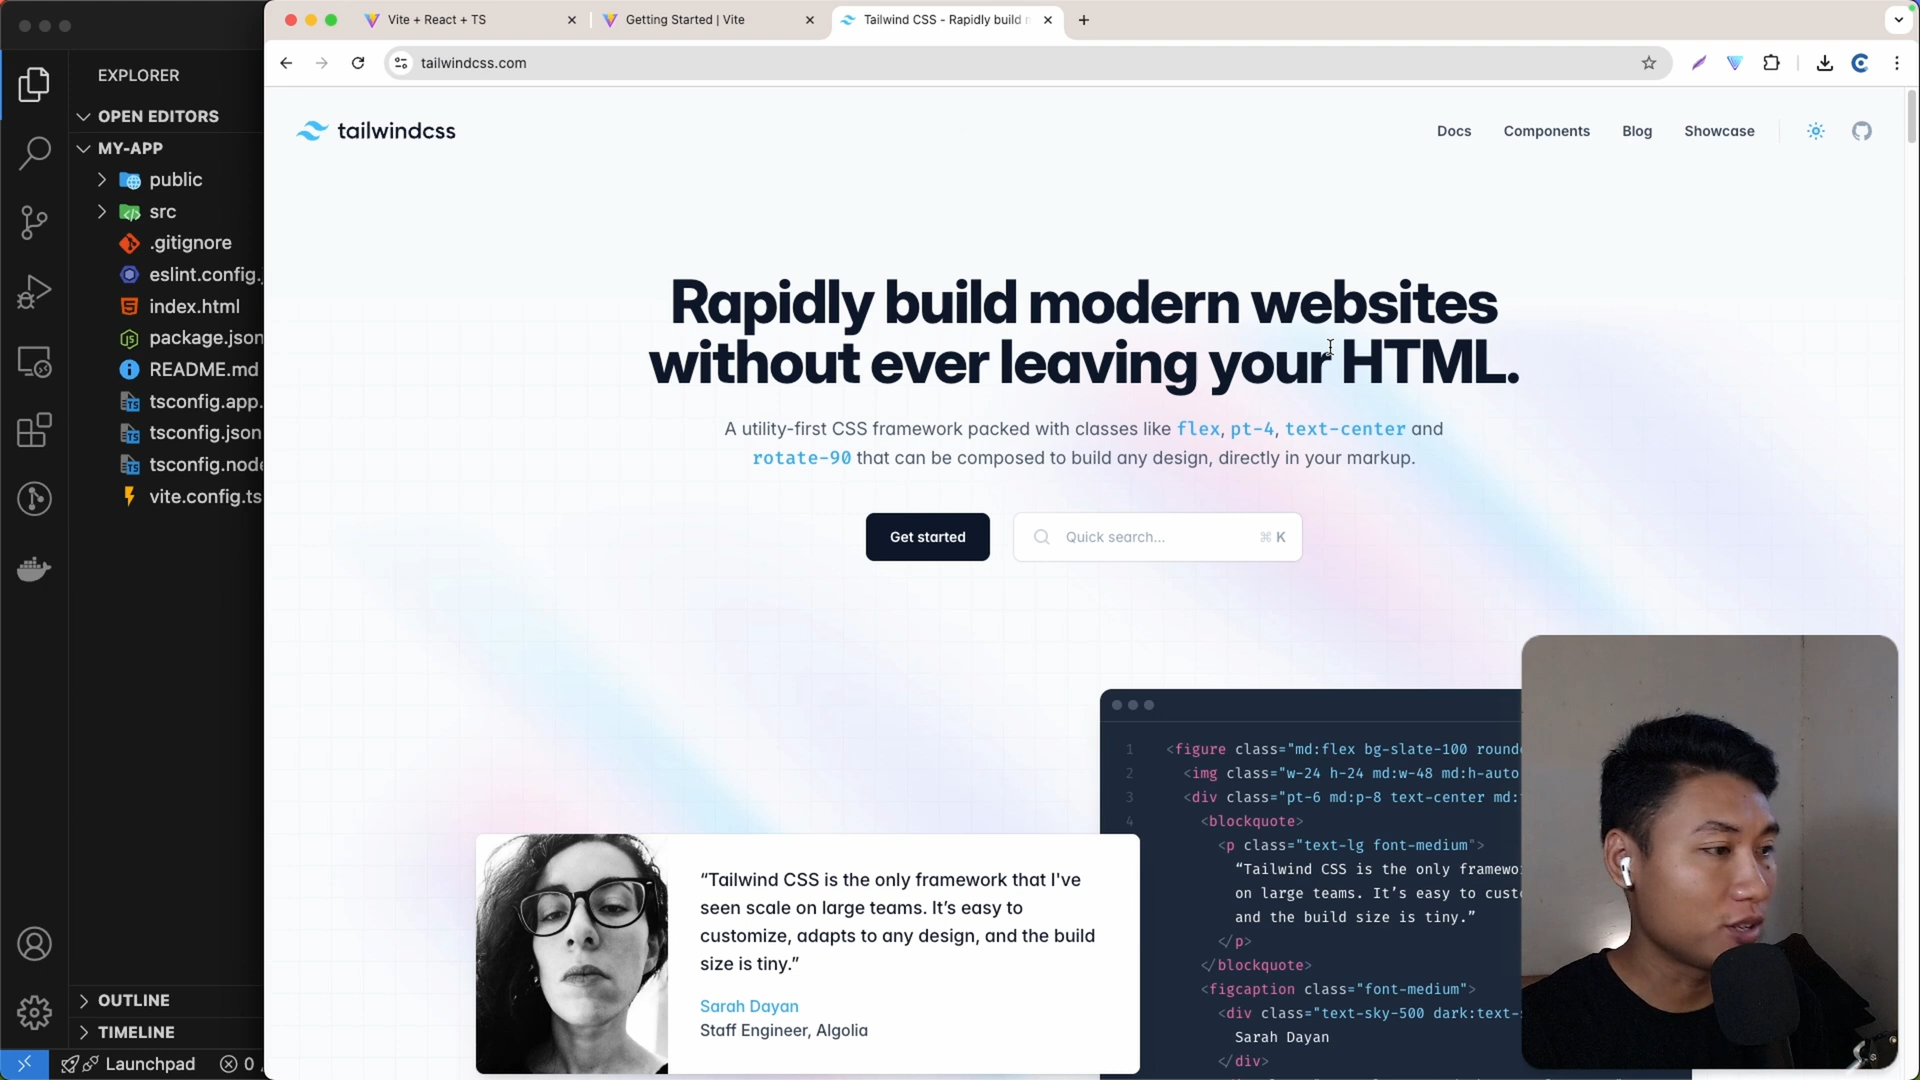 Vite + React + TS
Getting Started | Vite
Tailwind CSS - Rapidly build
tailwindcss.com
EXPLORER
OPEN EDITORS
MY-APP
public
src
.gitignore
eslint.config.
index.html
package.json
README.md
tsconfig.app.
tsconfig.json
tsconfig.node
vite.config.ts
OUTLINE
TIMELINE
Launchpad
0
tailwindcss
Docs
Components
Blog
Showcase
Rapidly build modern websites
without ever leaving your HTML.
A utility-first CSS framework packed with classes like flex, pt-4, text-center and
rotate-90 that can be composed to build any design, directly in your markup.
Get started
Quick search...
⌘ K
“Tailwind CSS is the only framework that I've
seen scale on large teams. It’s easy to
customize, adapts to any design, and the build
size is tiny.”
Sarah Dayan
Staff Engineer, Algolia
1 <figure class="md:flex bg-slate-100 round
2 <img class="w-24 h-24 md:w-48 md:h-auto
3 <div class="pt-6 md:p-8 text-center md:
4 <blockquote>
<p class="text-lg font-medium">
“Tailwind CSS is the only framewo
on large teams. It’s easy to cust
and the build size is tiny.”
</p>
</blockquote>
<figcaption class="font-medium">
<div class="text-sky-500 dark:text-
Sarah Dayan
</div>